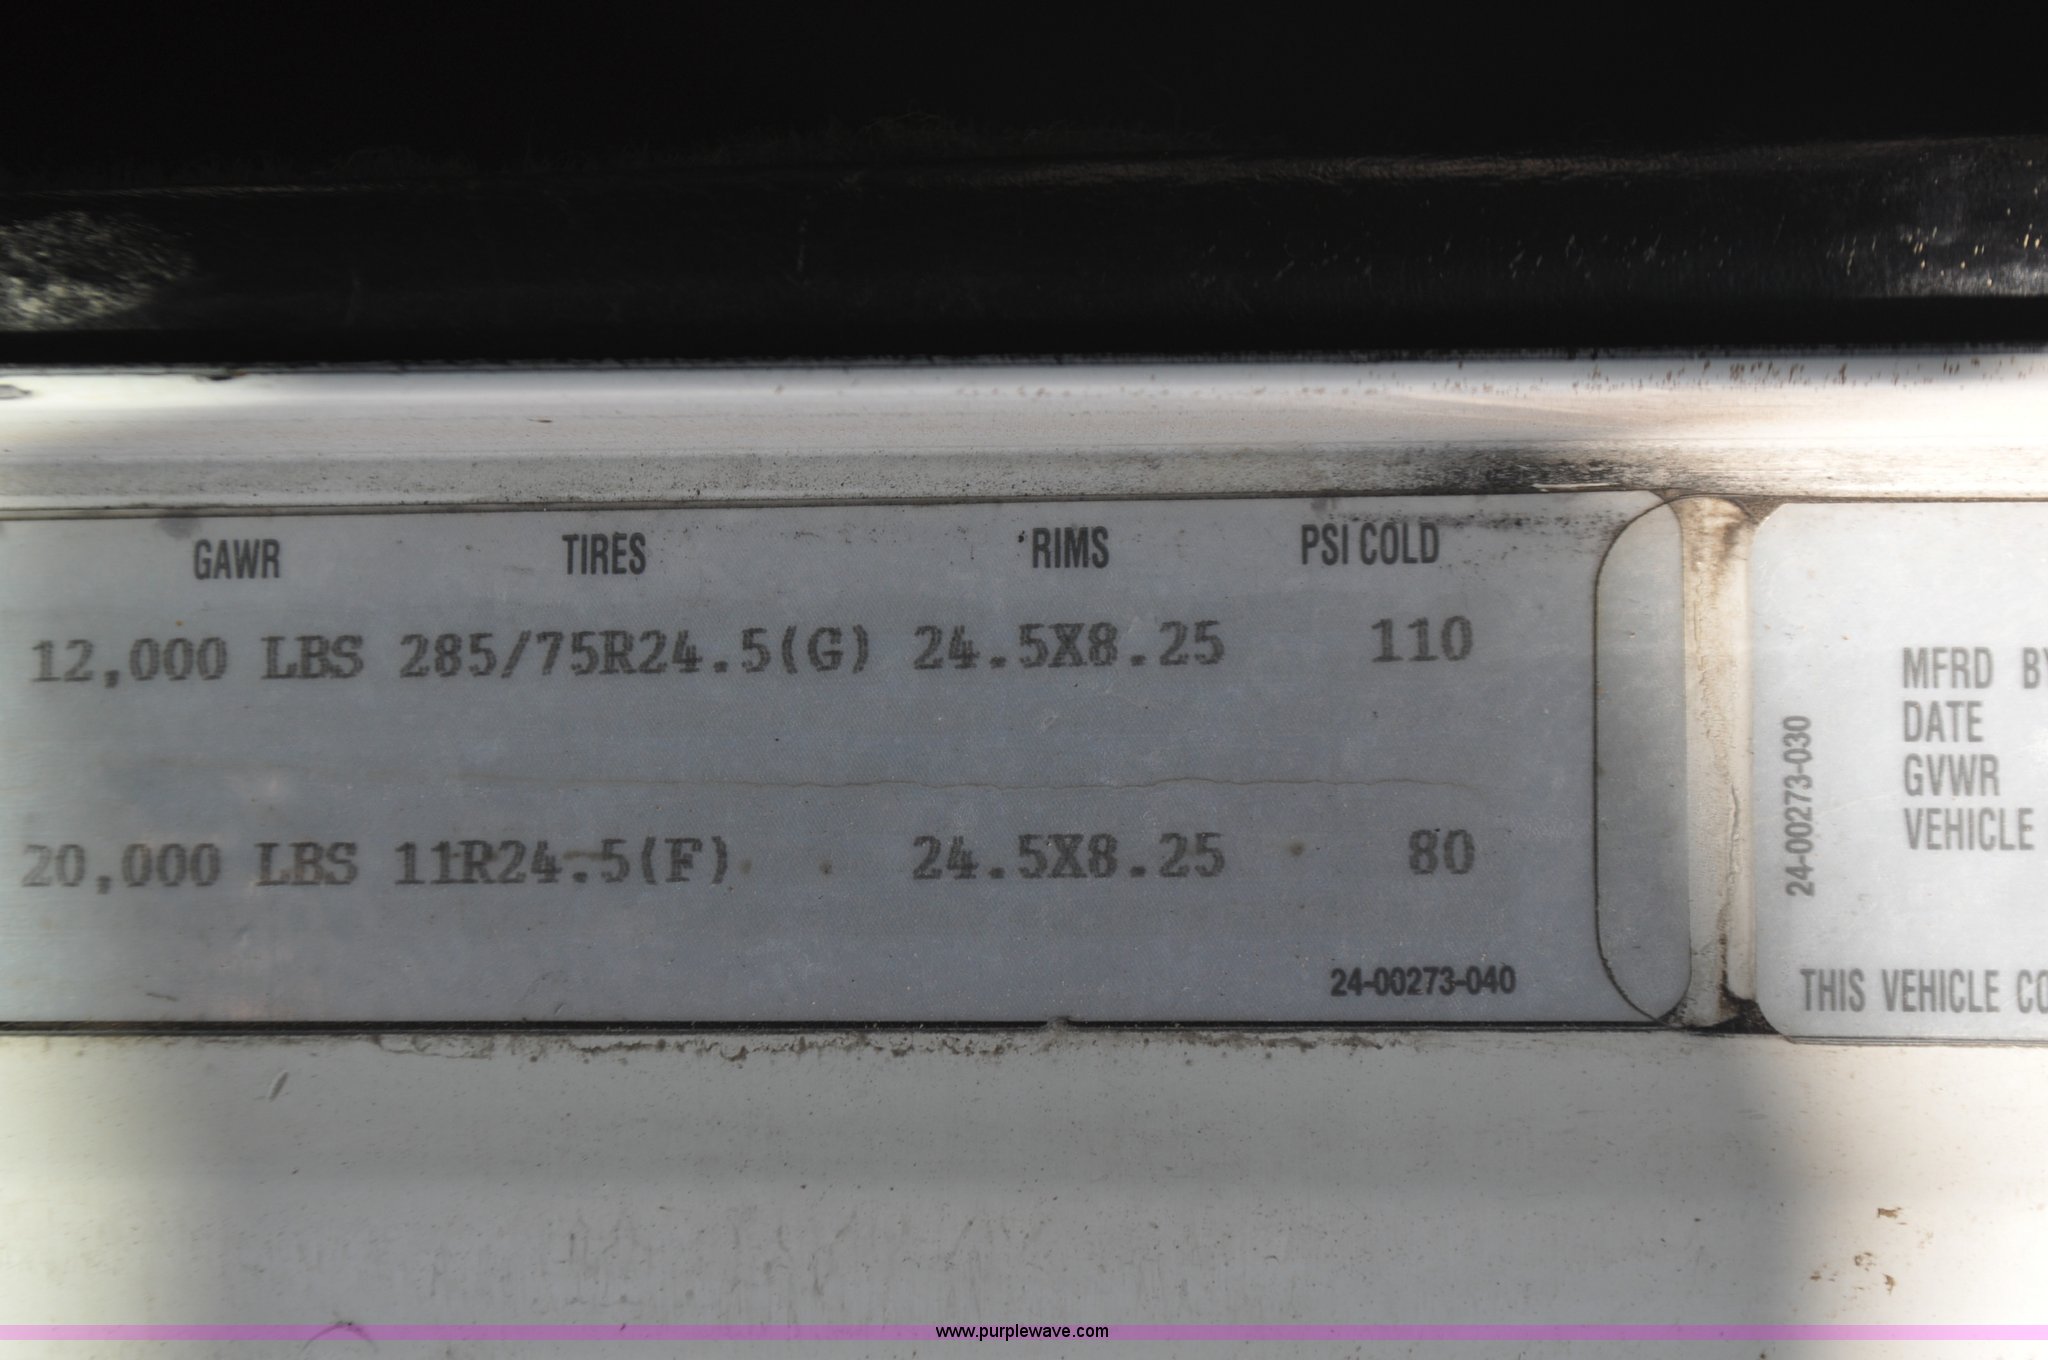 GAWR TIRES RIMS PSI COLD
12,000 LBS 285/75R24.5(G) 24.5X8.25 110
20,000 LBS 11R24.5(F) 24.5X8.25 80
24-00273-040
24-00273-030
MFRD BY
DATE
GVWR
VEHICLE
THIS VEHICLE CO
www.purplewave.com